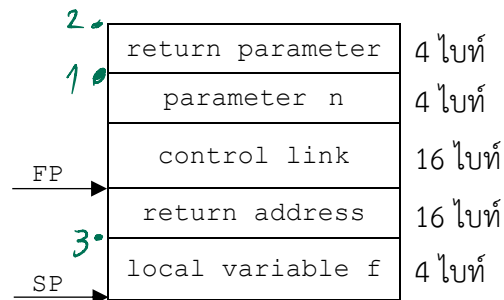 2.
return parameter 4 ไบท์
1
parameter n 4 ไบท์
control link 16 ไบท์
FP
return address 16 ไบท์
3.
local variable f 4 ไบท์
SP